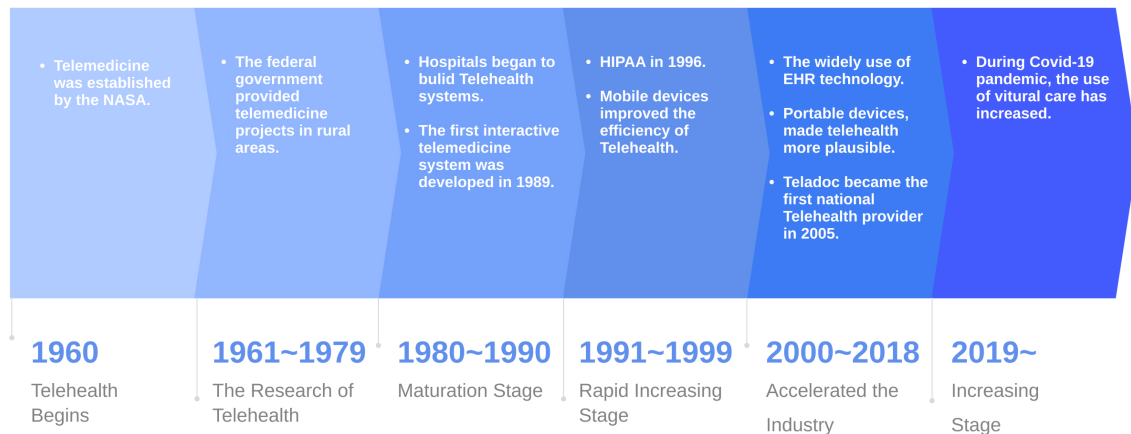 • Telemedicine
was established
by the NASA.
• The federal
government
provided
telemedicine
projects in rural
areas.
• Hospitals began to
bulid Telehealth
systems.
• The first interactive
telemedicine
system was
developed in 1989.
• HIPAA in 1996.
• Mobile devices
improved the
efficiency of
Telehealth.
• The widely use of
EHR technology.
• Portable devices,
made telehealth
more plausible.
• Teladoc became the
first national
Telehealth provider
in 2005.
• During Covid-19
pandemic, the use
of vitural care has
increased.
1960
Telehealth
Begins
1961~1979
The Research of
Telehealth
1980~1990
Maturation Stage
1991~1999
Rapid Increasing
Stage
2000~2018
Accelerated the
Industry
2019~
Increasing
Stage